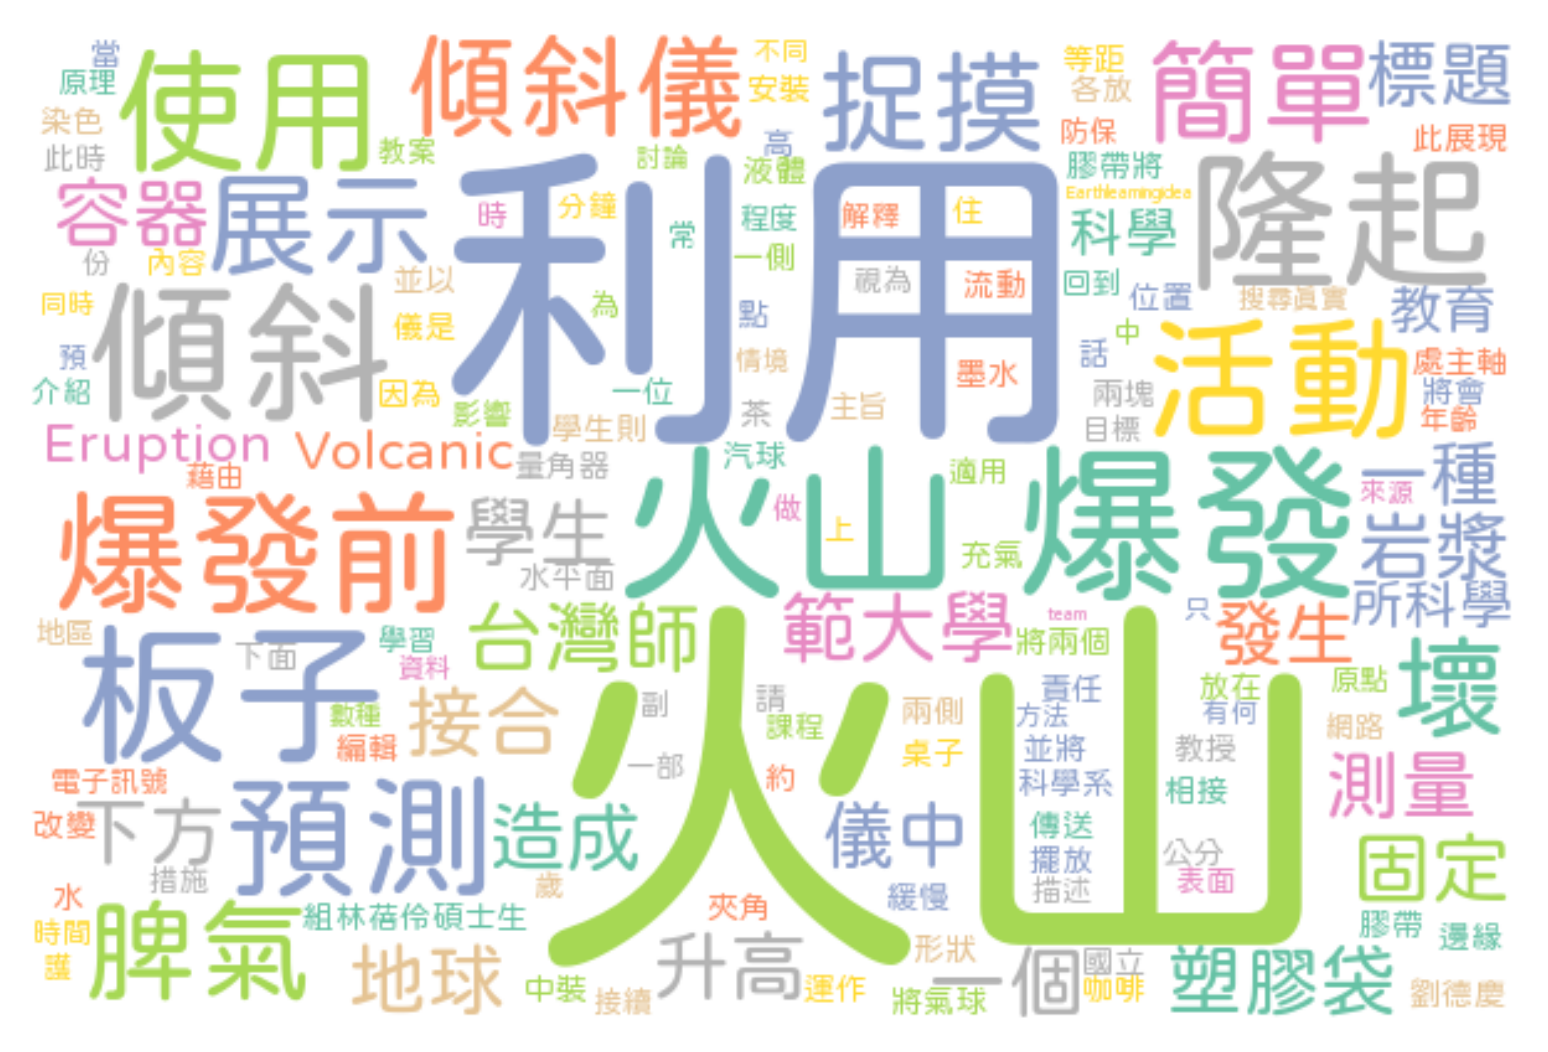 當
原理
染色
此時
使用
教案
傾斜儀
不同
安裝
捉摸
等距
各放
防保
簡單
標題
此展現
高
討論
液體
膠帶將
Earthlearningidea
隆起
容器
展示
利用
時
分鐘
常
程度
一側
解釋
住
科學
份
內容
並以
視為
流動
回到
位置
搜尋真實
教育
同時
傾斜
儀是
為
點
中
活動
預
情境
話
處主軸
介紹
因為
影響
一位
墨水
兩塊
將會
年齡
學生則
茶
主旨
目標
Eruption
Volcanic
量角器
汽球
適用
一種
藉由
來源
爆發前
學生
火山
爆發
做
上
充氣
岩漿
水平面
所科學
地區
台灣師
範大學
team
只
發生
板子
下面
學習
資料
將兩個
壞
數種
編輯
接合
火山
副
請
課程
兩側
責任
方法
放在
有何
原點
網路
一部
桌子
並將
教授
電子訊號
約
科學系
相接
測量
改變
下方
預測
造成
儀中
傳送
擺放
描述
公分
表面
固定
措施
歲
緩慢
水
脾氣
組林蓓伶碩士生
夾角
膠帶
邊緣
時間
護
地球
升高
形狀
一個
國立
塑膠袋
中裝
接續
運作
將氣球
咖啡
劉德慶